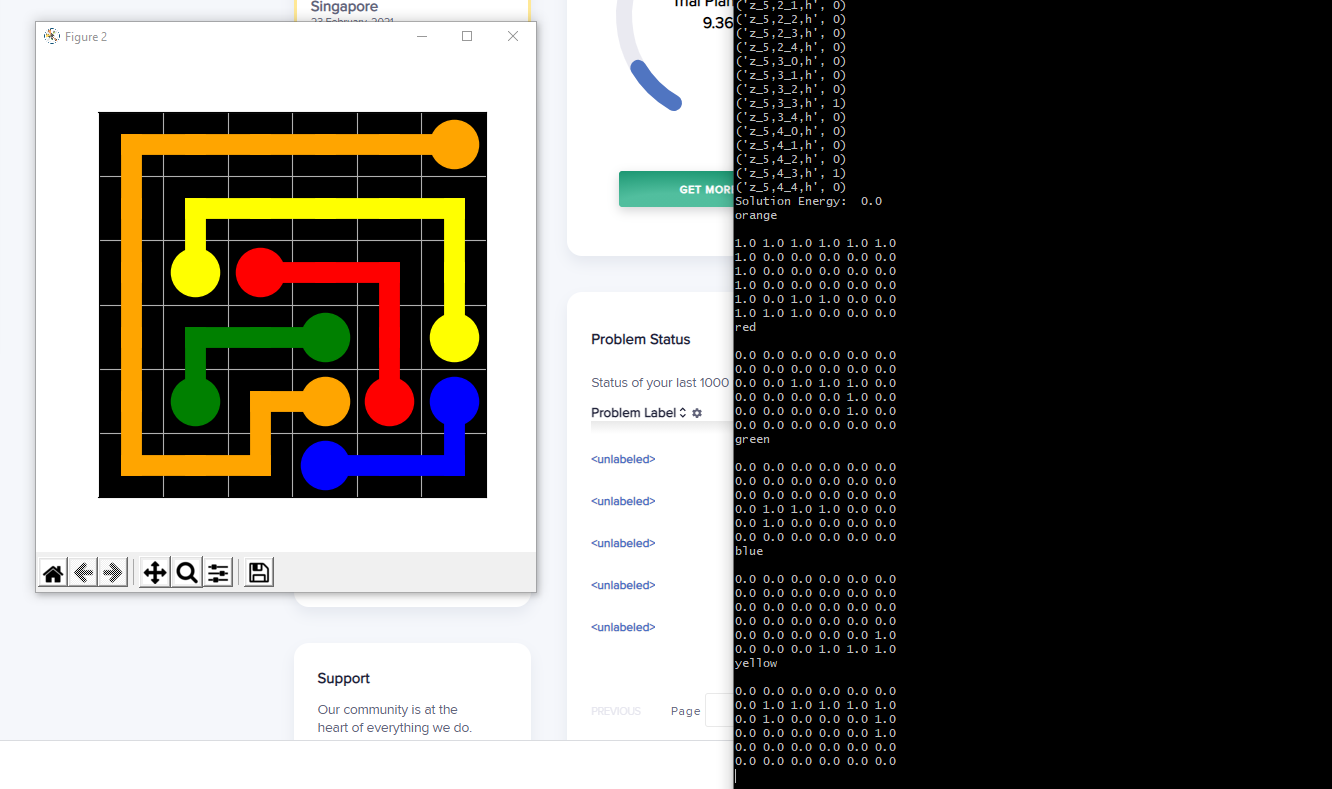 Singapore
23 February, 2021
Figure 2
Trial Plan
9.36
GET MOR
Problem Status
Status of your last 1000
Problem Label
<unlabeled>
<unlabeled>
<unlabeled>
<unlabeled>
<unlabeled>
PREVIOUS Page
Support
Our community is at the
heart of everything we do.
('z_5,2_1,h', 0)
('z_5,2_2,h', 0)
('z_5,2_3,h', 0)
('z_5,2_4,h', 0)
('z_5,3_0,h', 0)
('z_5,3_1,h', 0)
('z_5,3_2,h', 0)
('z_5,3_3,h', 1)
('z_5,3_4,h', 0)
('z_5,4_0,h', 0)
('z_5,4_1,h', 0)
('z_5,4_2,h', 0)
('z_5,4_3,h', 1)
('z_5,4_4,h', 0)
Solution Energy:  0.0
orange
1.0 1.0 1.0 1.0 1.0 1.0
1.0 0.0 0.0 0.0 0.0 0.0
1.0 0.0 0.0 0.0 0.0 0.0
1.0 0.0 0.0 0.0 0.0 0.0
1.0 0.0 1.0 1.0 0.0 0.0
1.0 1.0 1.0 0.0 0.0 0.0
red
0.0 0.0 0.0 0.0 0.0 0.0
0.0 0.0 0.0 0.0 0.0 0.0
0.0 0.0 1.0 1.0 1.0 0.0
0.0 0.0 0.0 0.0 1.0 0.0
0.0 0.0 0.0 0.0 1.0 0.0
0.0 0.0 0.0 0.0 0.0 0.0
green
0.0 0.0 0.0 0.0 0.0 0.0
0.0 0.0 0.0 0.0 0.0 0.0
0.0 0.0 0.0 0.0 0.0 0.0
0.0 1.0 1.0 1.0 0.0 0.0
0.0 1.0 0.0 0.0 0.0 0.0
0.0 0.0 0.0 0.0 0.0 0.0
blue
0.0 0.0 0.0 0.0 0.0 0.0
0.0 0.0 0.0 0.0 0.0 0.0
0.0 0.0 0.0 0.0 0.0 0.0
0.0 0.0 0.0 0.0 0.0 0.0
0.0 0.0 0.0 0.0 0.0 1.0
0.0 0.0 0.0 1.0 1.0 1.0
yellow
0.0 0.0 0.0 0.0 0.0 0.0
0.0 1.0 1.0 1.0 1.0 1.0
0.0 1.0 0.0 0.0 0.0 1.0
0.0 0.0 0.0 0.0 0.0 1.0
0.0 0.0 0.0 0.0 0.0 0.0
0.0 0.0 0.0 0.0 0.0 0.0